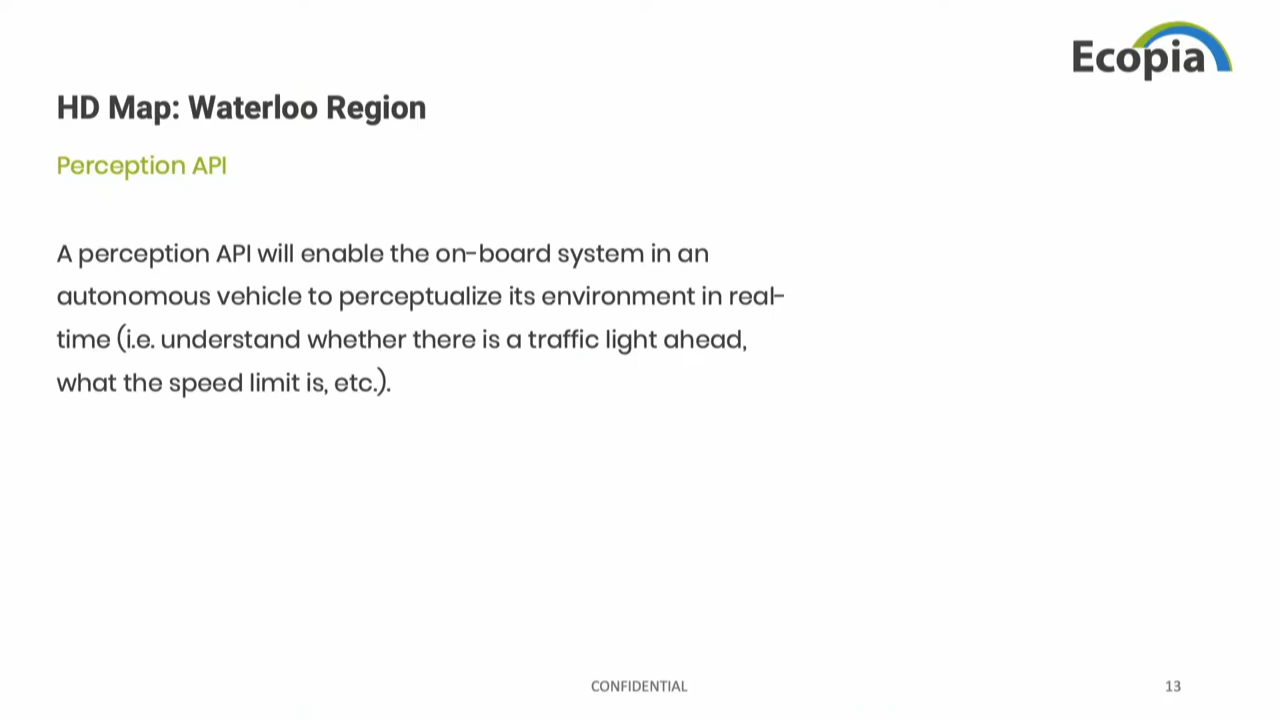 Ecopia
HD Map: Waterloo Region
Perception API
A perception API will enable the on-board system in an
autonomous vehicle to perceptualize its environment in real-
time (i.e. understand whether there is a traffic light ahead,
what the speed limit is, etc.).
CONFIDENTIAL
13